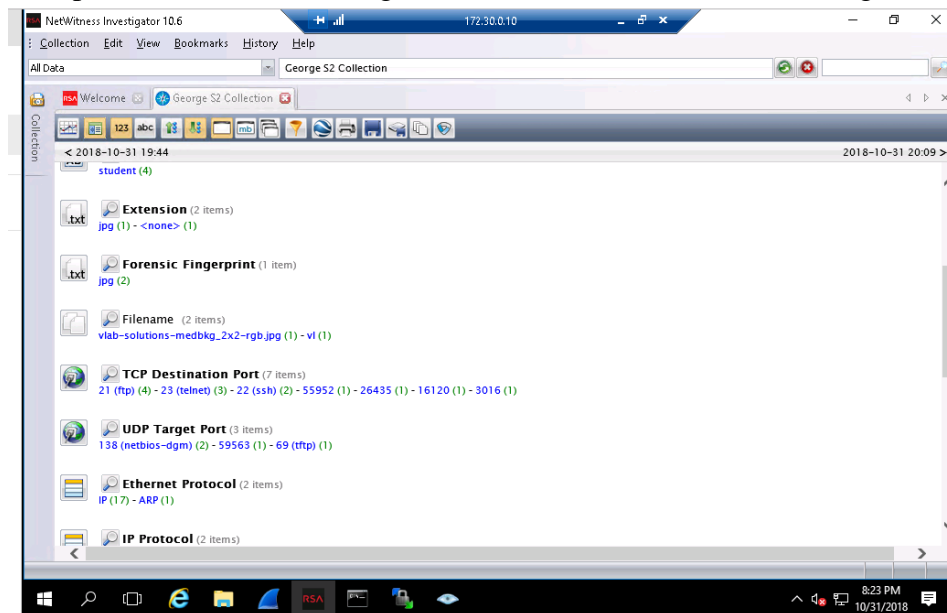 NetWitness Investigator 10.6
172.30.0.10
Collection Edit View Bookmarks History Help
All Data
George S2 Collection
RSA Welcome
George S2 Collection
Collection
123 abc mb
< 2018-10-31 19:44
2018-10-31 20:09 >
student (4)
.txt
Extension (2 items)
jpg (1) - <none> (1)
.txt
Forensic Fingerprint (1 item)
jpg (2)
Filename (2 items)
vlab-solutions-medbkg_2x2-rgb.jpg (1) - vl (1)
TCP Destination Port (7 items)
21 (ftp) (4) - 23 (telnet) (3) - 22 (ssh) (2) - 55952 (1) - 26435 (1) - 16120 (1) - 3016 (1)
UDP Target Port (3 items)
138 (netbios-dgm) (2) - 59563 (1) - 69 (tftp) (1)
Ethernet Protocol (2 items)
IP (17) - ARP (1)
IP Protocol (2 items)
RSA
8:23 PM
10/31/2018